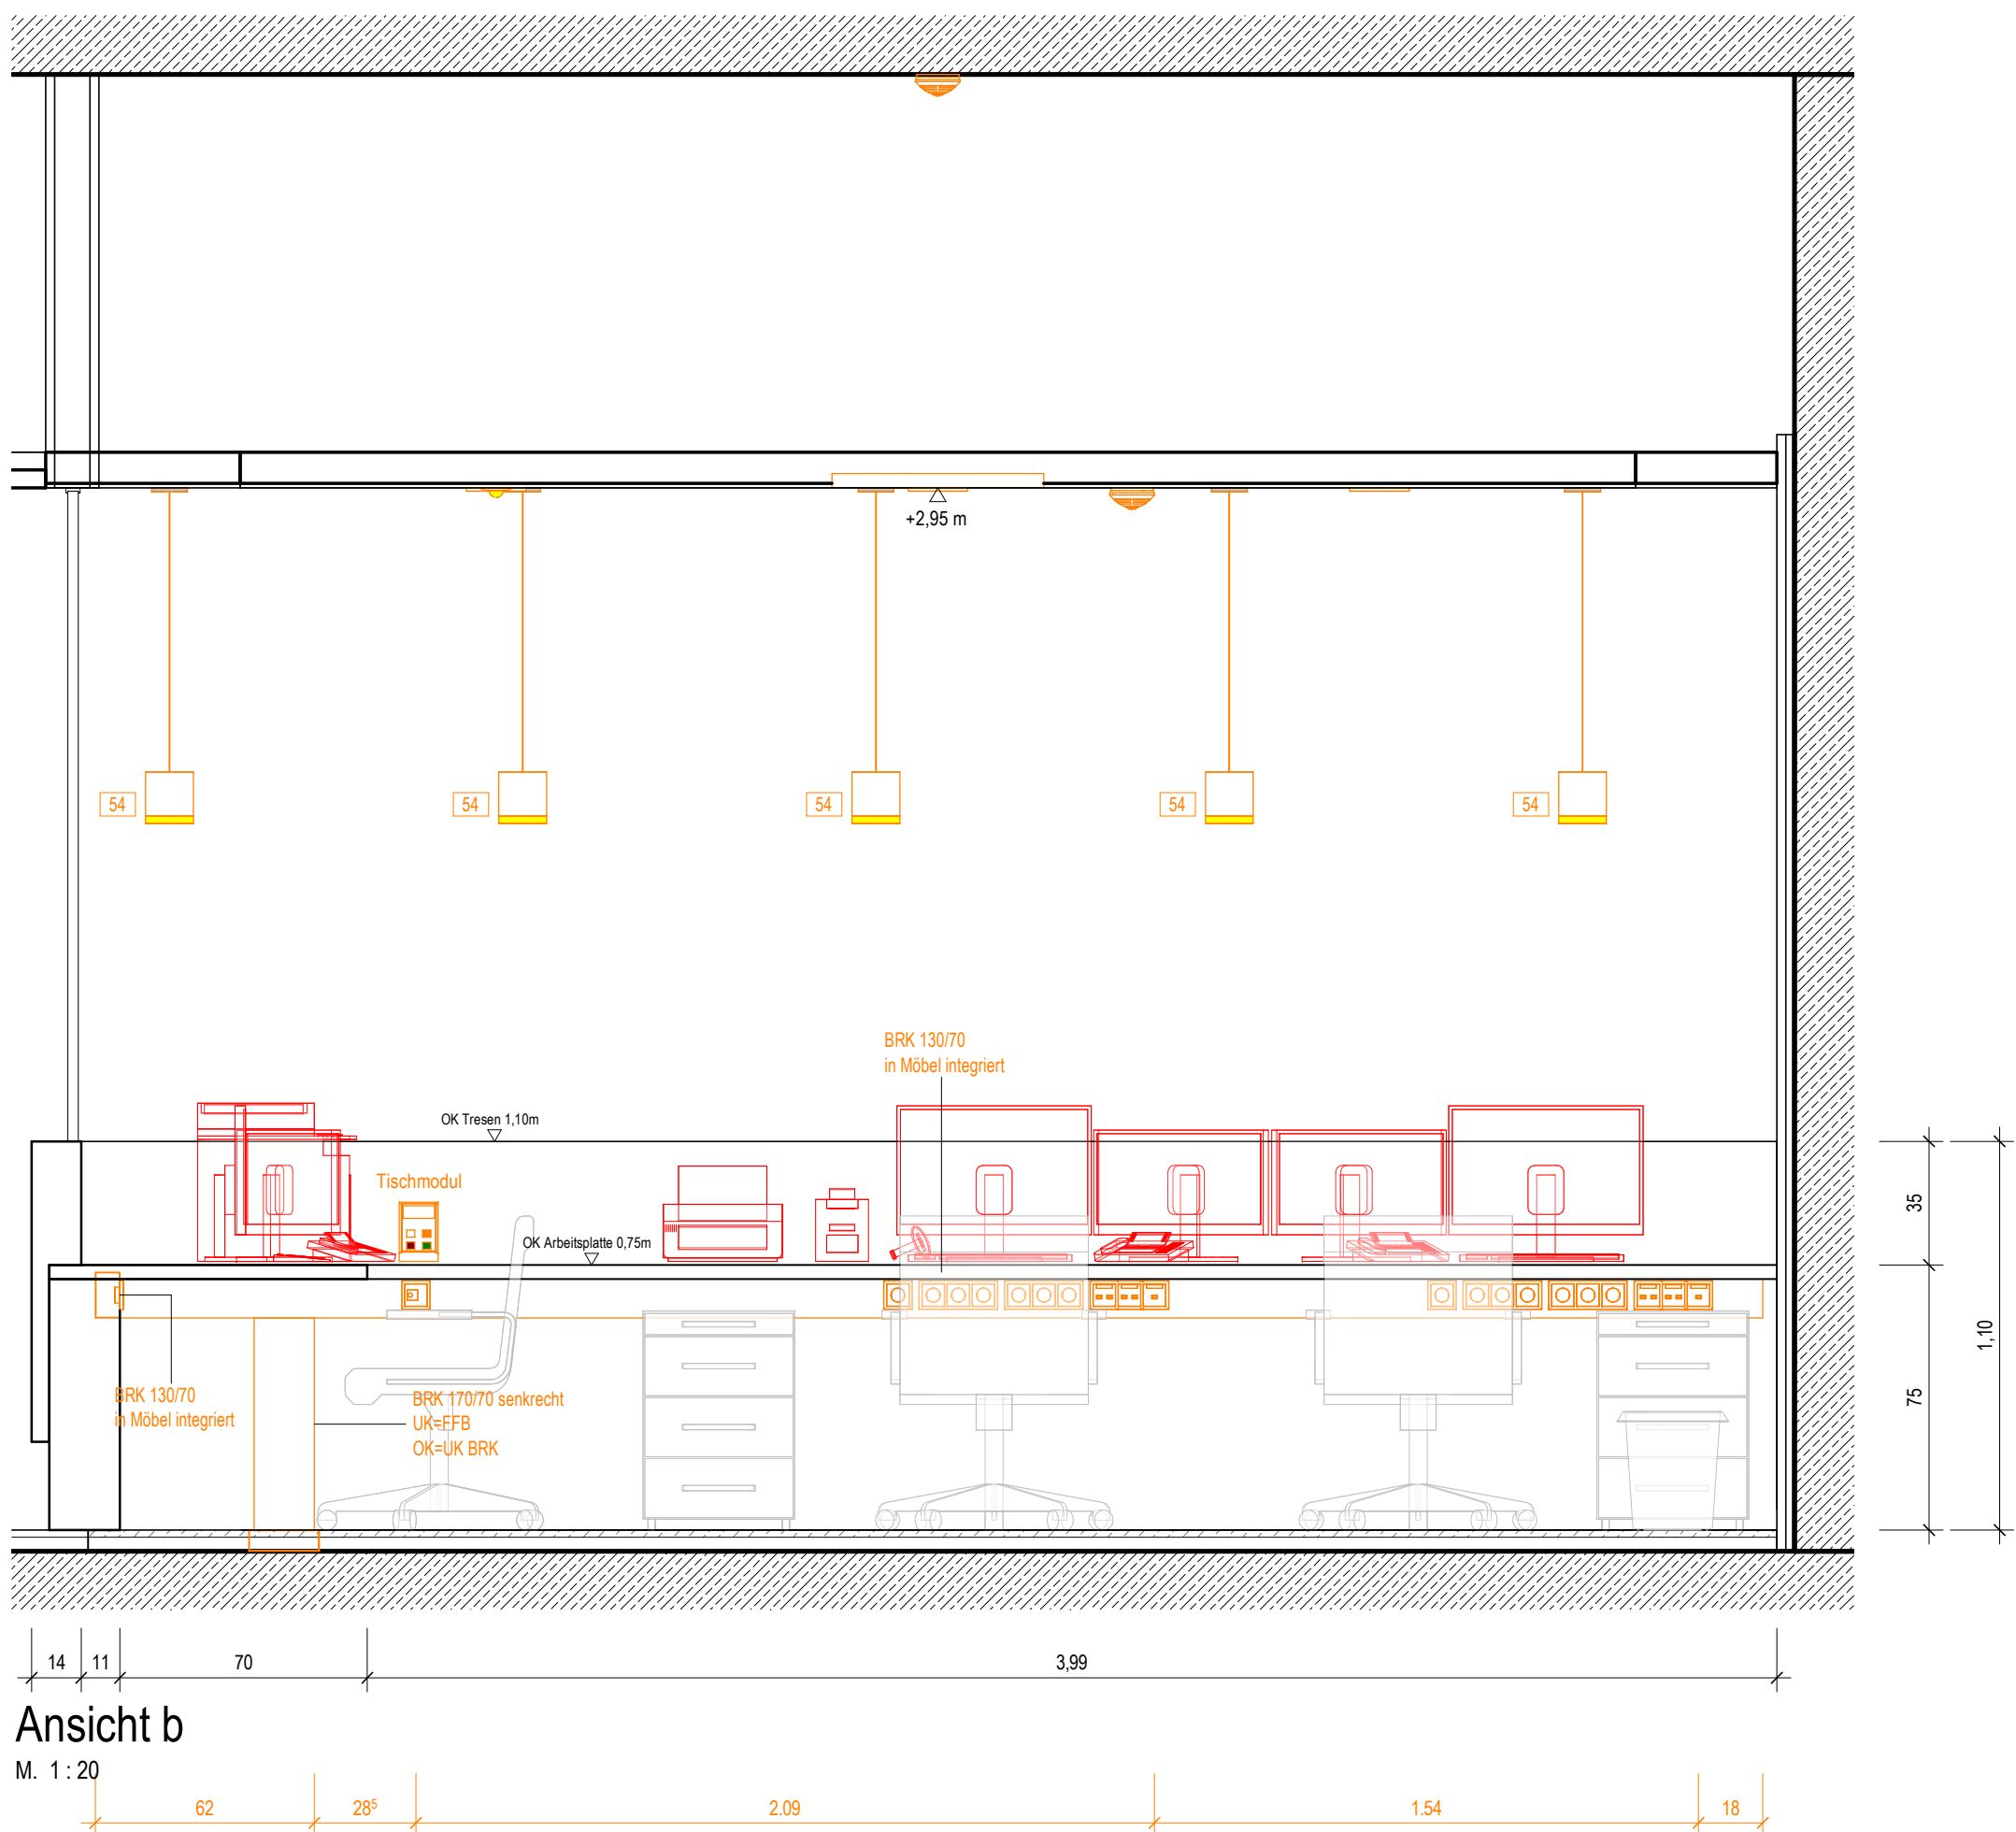 +2,95 m
54
54
54
54
54
BRK 130/70
in Möbel integriert
OK Tresen 1,10m
Tischmodul
OK Arbeitsplatte 0,75m
35
1,10
75
BRK 130/70
in Möbel integriert
BRK 170/70 senkrecht
UK=FFB
OK=UK BRK
14 11 70 3,99
Ansicht b
M. 1 : 20
62 28⁵ 2.09 1.54 18